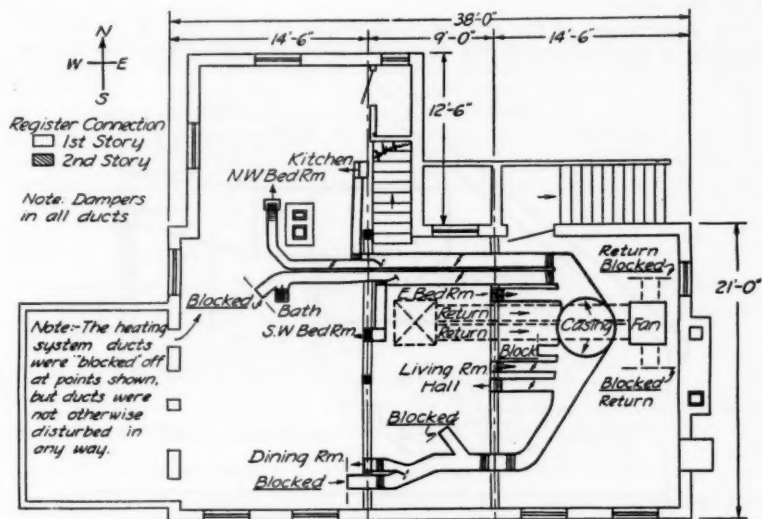 38'-0"
14'-6"
9'-0"
14'-6"
N
W E
S
12'-6"
Register Connection
1st Story
2nd Story
Note: Dampers
in all ducts
Kitchen
N.W Bed Rm
Return
Blocked
21'-0"
Blocked
Bath
S.W. Bed Rm.
E. Bed Rm.
Return
Return
Casing
Fan
Block
Living Rm.
Hall
Blocked
Return
Blocked
Note:-The heating
system ducts
were "blocked" off
at points shown,
but ducts were
not otherwise
disturbed in
any way.
Dining Rm.
Blocked